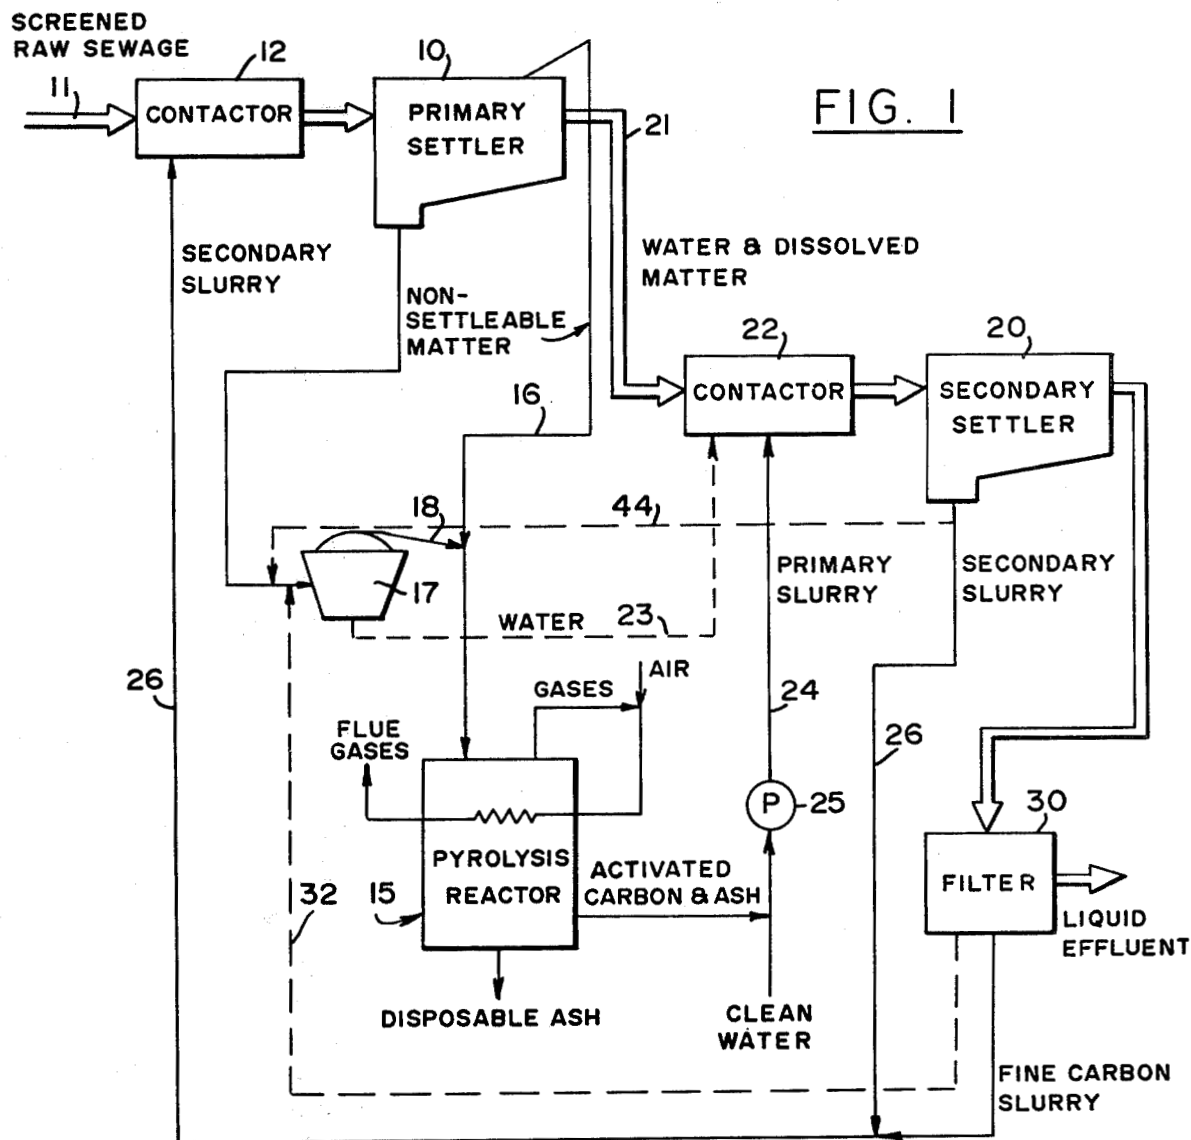 SCREENED
RAW SEWAGE
11
12
CONTACTOR
10
PRIMARY
SETTLER
21
FIG. 1
SECONDARY
SLURRY
NON-
SETTLEABLE
MATTER
WATER & DISSOLVED
MATTER
16
22
CONTACTOR
20
SECONDARY
SETTLER
18
44
17
PRIMARY
SLURRY
SECONDARY
SLURRY
WATER
23
26
GASES
AIR
24
FLUE
GASES
26
P
25
30
PYROLYSIS
REACTOR
15
32
ACTIVATED
CARBON & ASH
FILTER
LIQUID
EFFLUENT
DISPOSABLE ASH
CLEAN
WATER
FINE CARBON
SLURRY